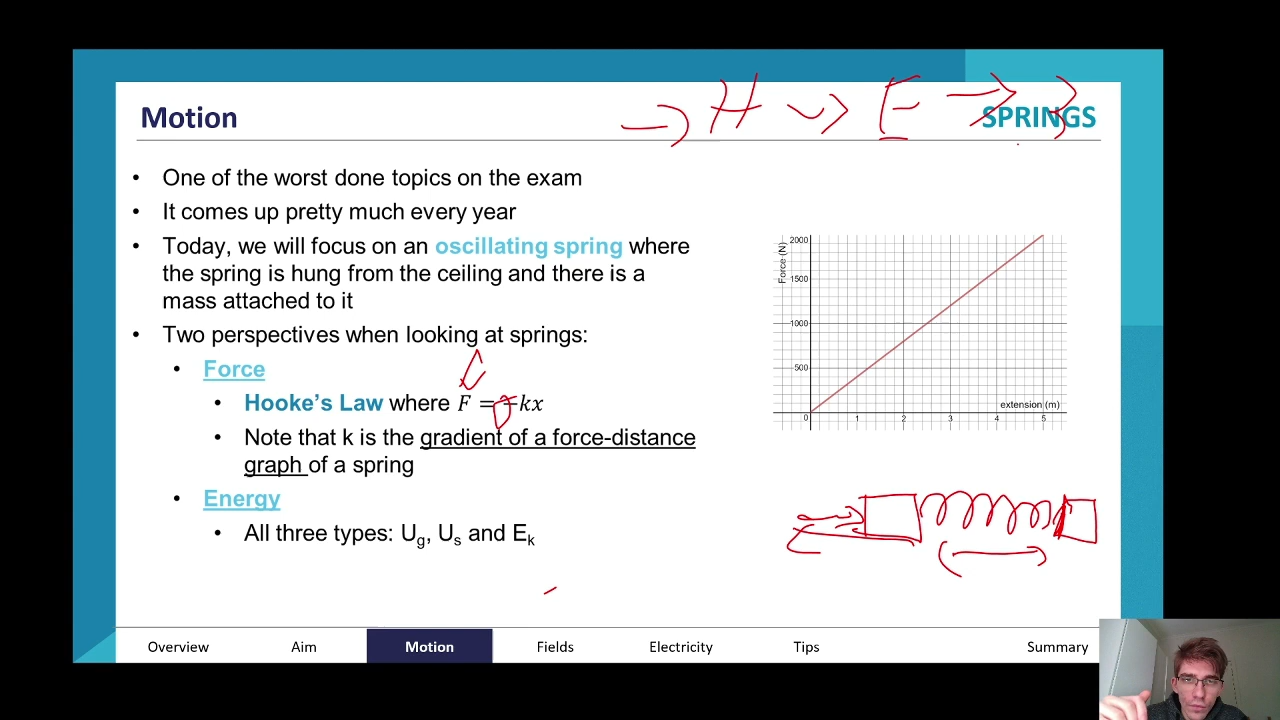 Motion
SPRINGS
→ H → E → 3
• One of the worst done topics on the exam
• It comes up pretty much every year
• Today, we will focus on an oscillating spring where
the spring is hung from the ceiling and there is a
mass attached to it
• Two perspectives when looking at springs:
• Force
• Hooke's Law where F = −kx
• Note that k is the gradient of a force-distance
graph of a spring
• Energy
• All three types: Ug, Us and Ek
Force (N)
2000
1500
1000
500
0 1 2 3 4 5
extension (m)
Overview Aim Motion Fields Electricity Tips Summary